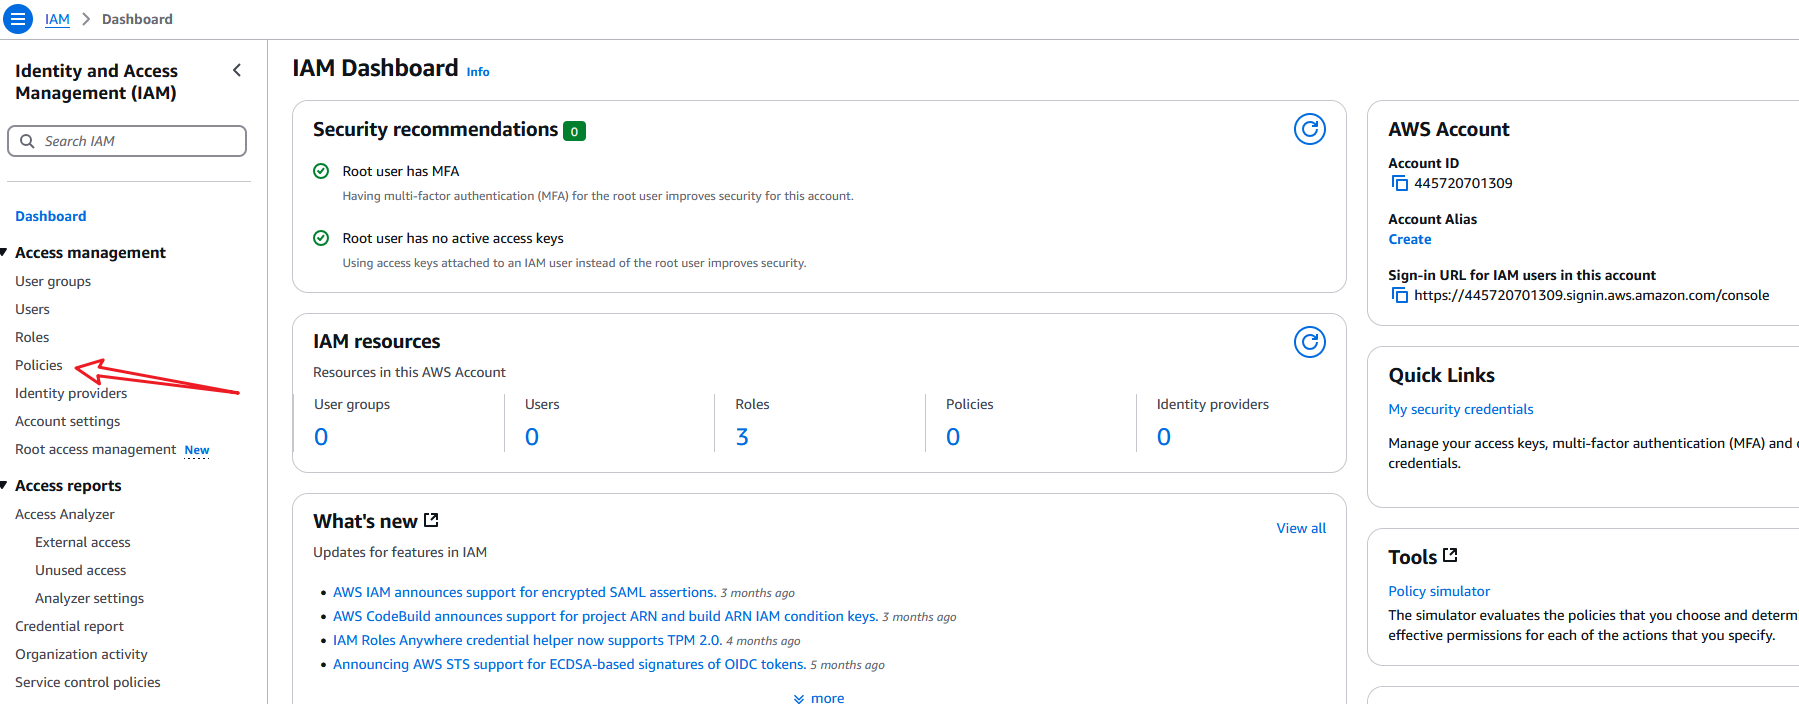 IAM > Dashboard
Identity and Access
Management (IAM)
Search IAM
Dashboard
Access management
User groups
Users
Roles
Policies
Identity providers
Account settings
Root access management New
Access reports
Access Analyzer
External access
Unused access
Analyzer settings
Credential report
Organization activity
Service control policies
IAM Dashboard Info
Security recommendations 0
Root user has MFA
Having multi-factor authentication (MFA) for the root user improves security for this account.
Root user has no active access keys
Using access keys attached to an IAM user instead of the root user improves security.
IAM resources
Resources in this AWS Account
User groups Users Roles Policies Identity providers
0 0 3 0 0
What's new
View all
Updates for features in IAM
• AWS IAM announces support for encrypted SAML assertions. 3 months ago
• AWS CodeBuild announces support for project ARN and build ARN IAM condition keys. 3 months ago
• IAM Roles Anywhere credential helper now supports TPM 2.0. 4 months ago
• Announcing AWS STS support for ECDSA-based signatures of OIDC tokens. 5 months ago
more
AWS Account
Account ID
445720701309
Account Alias
Create
Sign-in URL for IAM users in this account
https://445720701309.signin.aws.amazon.com/console
Quick Links
My security credentials
Manage your access keys, multi-factor authentication (MFA) and
credentials.
Tools
Policy simulator
The simulator evaluates the policies that you choose and
effective permissions for each of the actions that you specify.